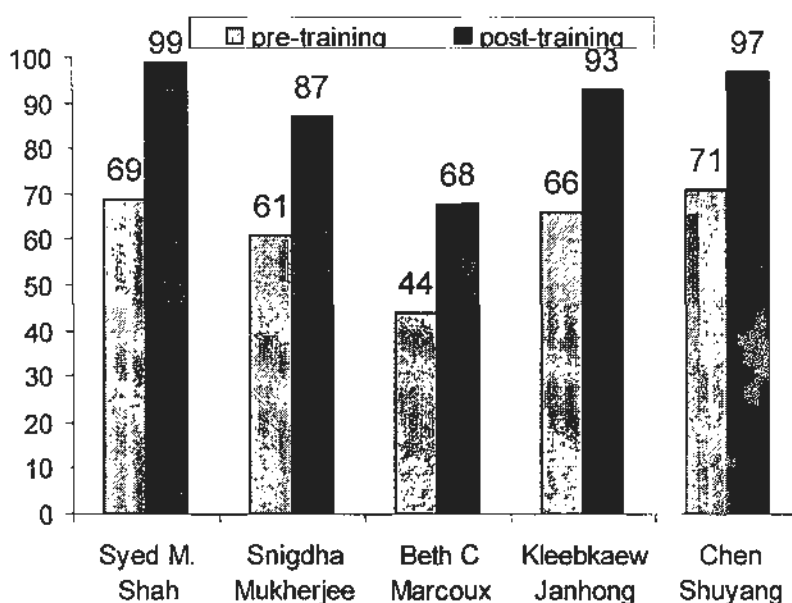 pre-training post-training
100
90
80
70
60
50
40
30
20
10
0
69 99
61 87
44 68
66 93
71 97
Syed M. Shah
Snigdha Mukherjee
Beth C Marcoux
Kleebkaew Janhong
Chen Shuyang